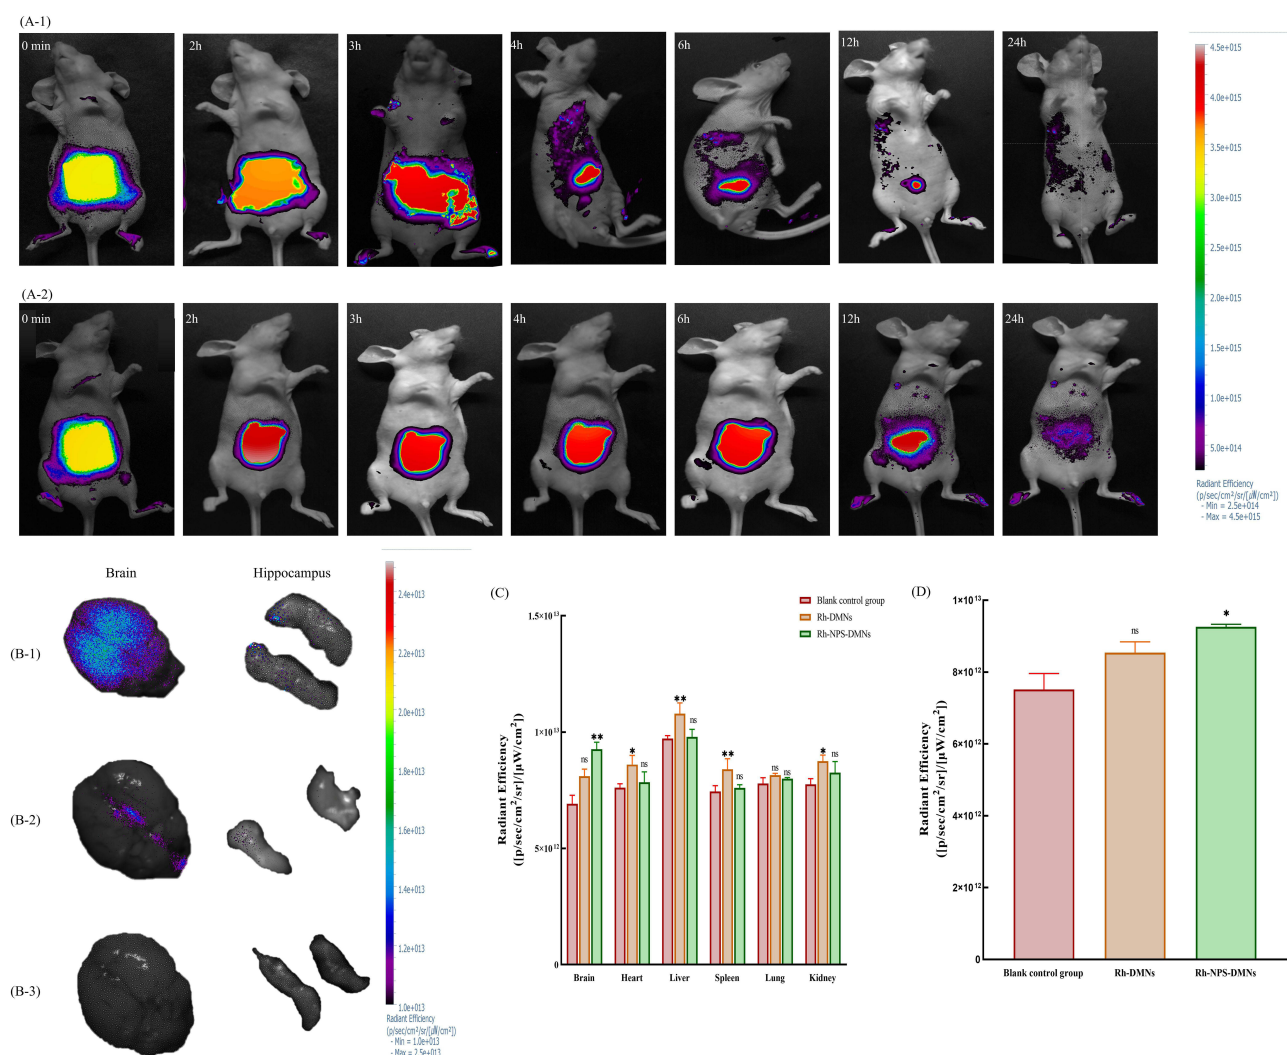 (A-1)
0 min
2h
3h
4h
6h
12h
24h
4.5e+015
4.0e+015
3.5e+015
3.0e+015
2.5e+015
2.0e+015
1.5e+015
1.0e+015
5.0e+014
Radiant Efficiency
(p/sec/cm²/sr/[µW/cm²])
- Min = 2.5e+014
- Max = 4.5e+015
(A-2)
0 min
2h
3h
4h
6h
12h
24h
Brain
Hippocampus
(B-1)
(B-2)
(B-3)
2.4e+013
2.2e+013
2.0e+013
1.8e+013
1.6e+013
1.4e+013
1.2e+013
1.0e+013
Radiant Efficiency
(p/sec/cm²/sr/[µW/cm²])
- Min = 1.0e+013
- Max = 2.5e+013
(C)
Blank control group
Rh-DMNs
Rh-NPS-DMNs
Radiant Efficiency
([p/sec/cm²/sr]/[µW/cm²])
1.5×10¹³
1×10¹³
5×10¹²
0
ns
**
*
ns
**
ns
**
ns
ns
ns
*
ns
Brain
Heart
Liver
Spleen
Lung
Kidney
(D)
Radiant Efficiency
([p/sec/cm²/sr]/[µW/cm²])
1×10¹³
8×10¹²
6×10¹²
4×10¹²
2×10¹²
0
ns
*
Blank control group
Rh-DMNs
Rh-NPS-DMNs